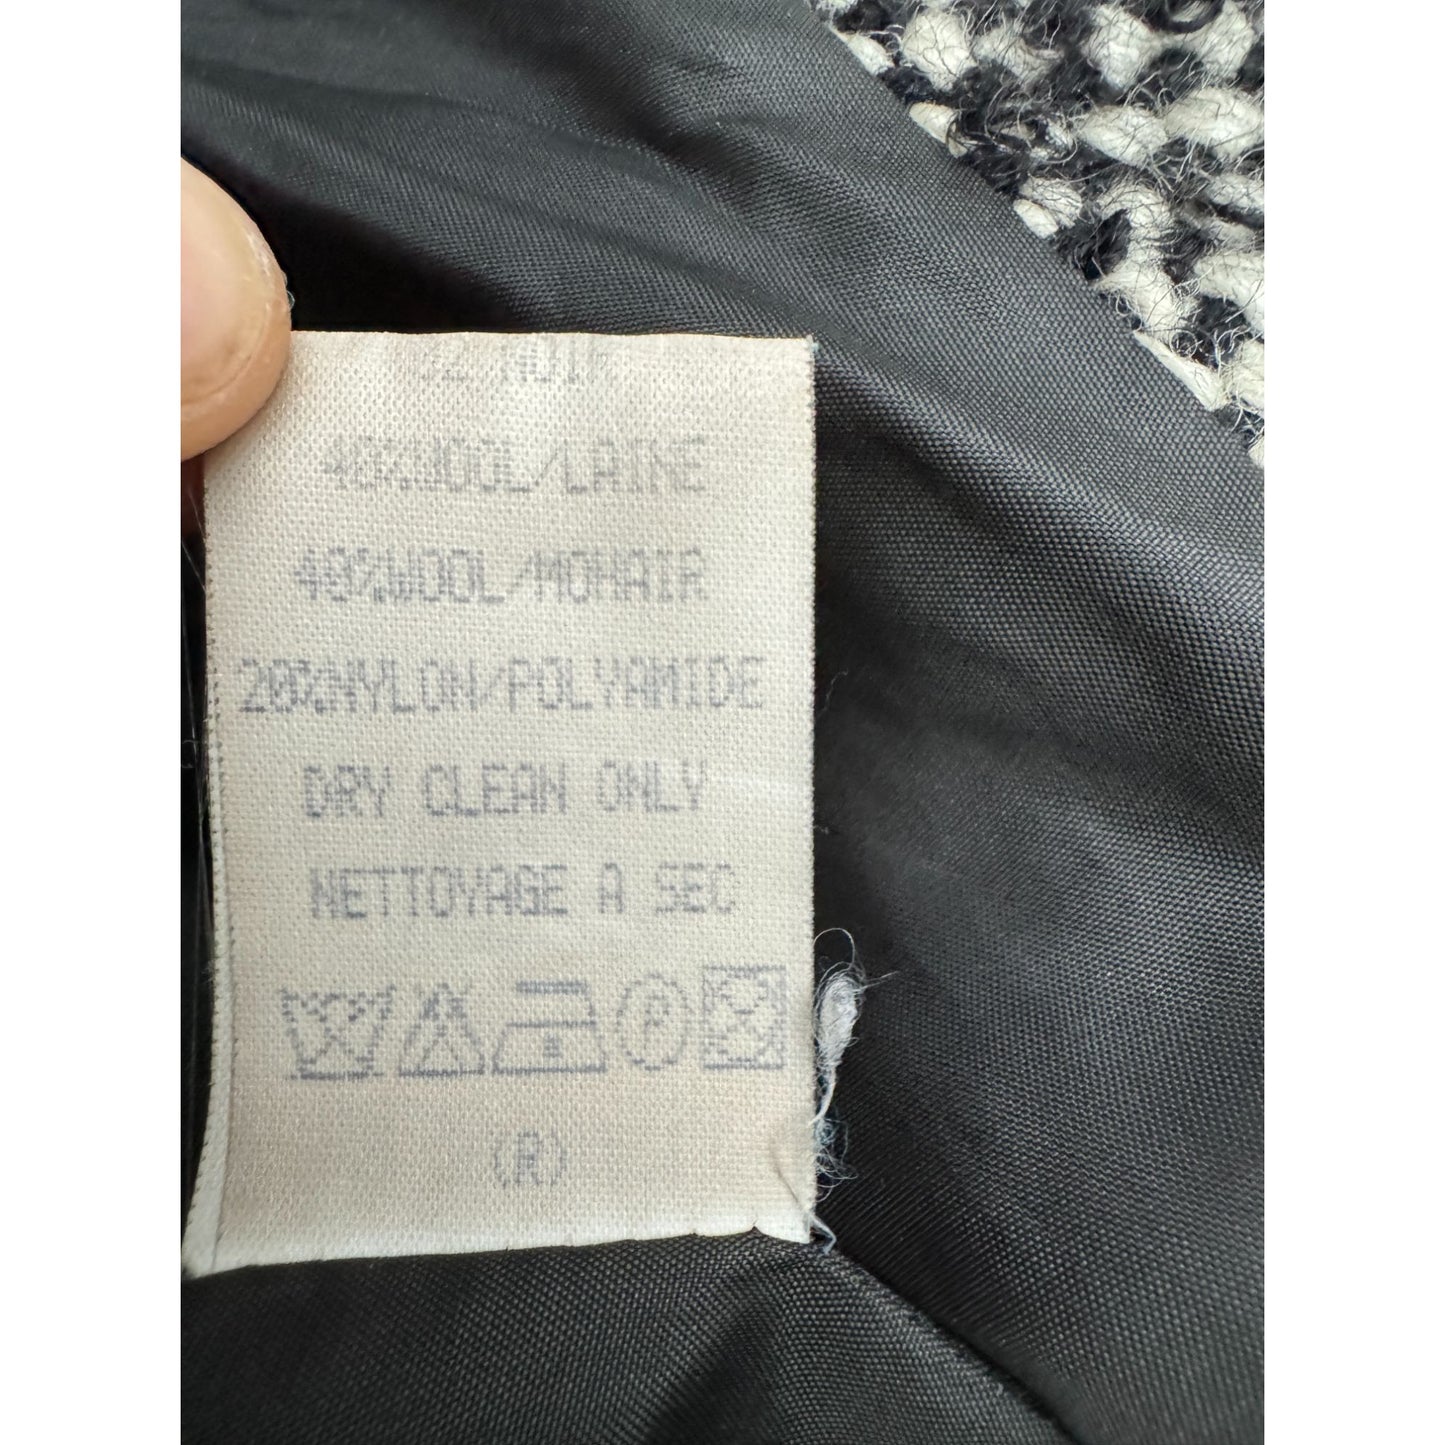 40%WOOL/LAINE
40%WOOL/MOHAIR
20%NYLON/POLYAMIDE
DRY CLEAN ONLY
NETTOYAGE A SEC
P
(R)